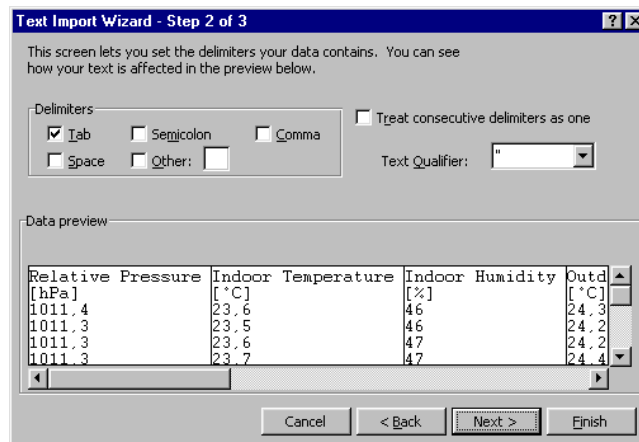 Text Import Wizard - Step 2 of 3
This screen lets you set the delimiters your data contains. You can see
how your text is affected in the preview below.
Delimiters
Tab Semicolon Comma
Space Other:
Treat consecutive delimiters as one
Text Qualifier: "
Data preview
Relative Pressure Indoor Temperature Indoor Humidity Outd
[hPa] [°C] [%] [°C]
1011,4 23,6 46 24,3
1011,3 23,5 46 24,2
1011,3 23,6 47 24,2
1011,3 23,7 47 24,4
Cancel < Back Next > Finish